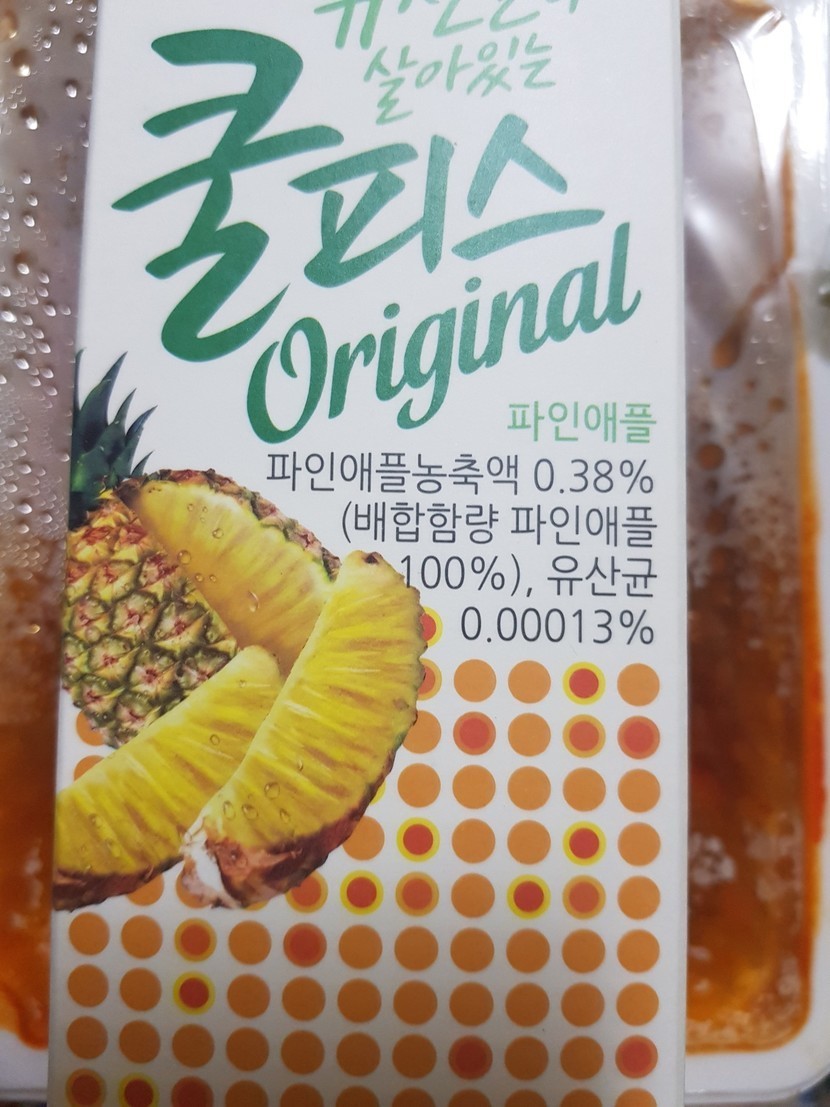 살아있는
쿨피스
Original
파인애플
파인애플농축액 0.38%
(배합함량 파인애플
100%), 유산균
0.00013%